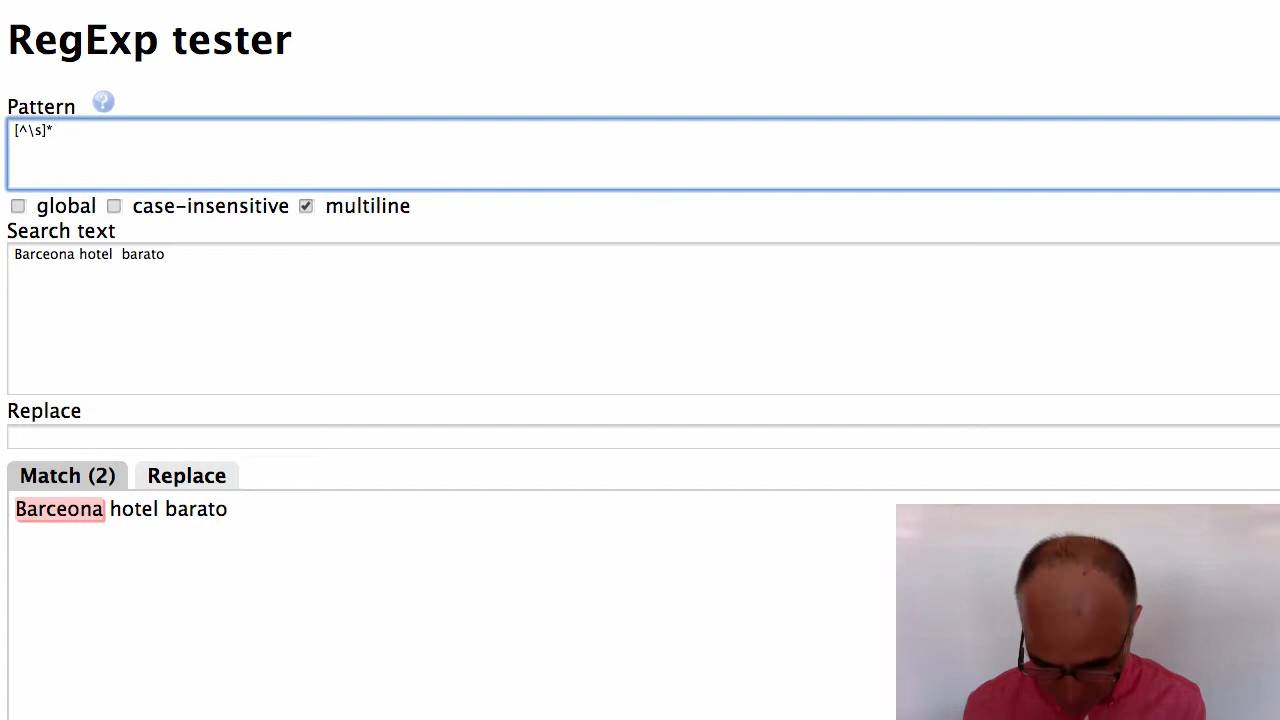 RegExp tester
Pattern ?
[^\s]*
global case-insensitive multiline
Search text
Barceona hotel  barato
Replace
Match (2) Replace
Barceona hotel barato